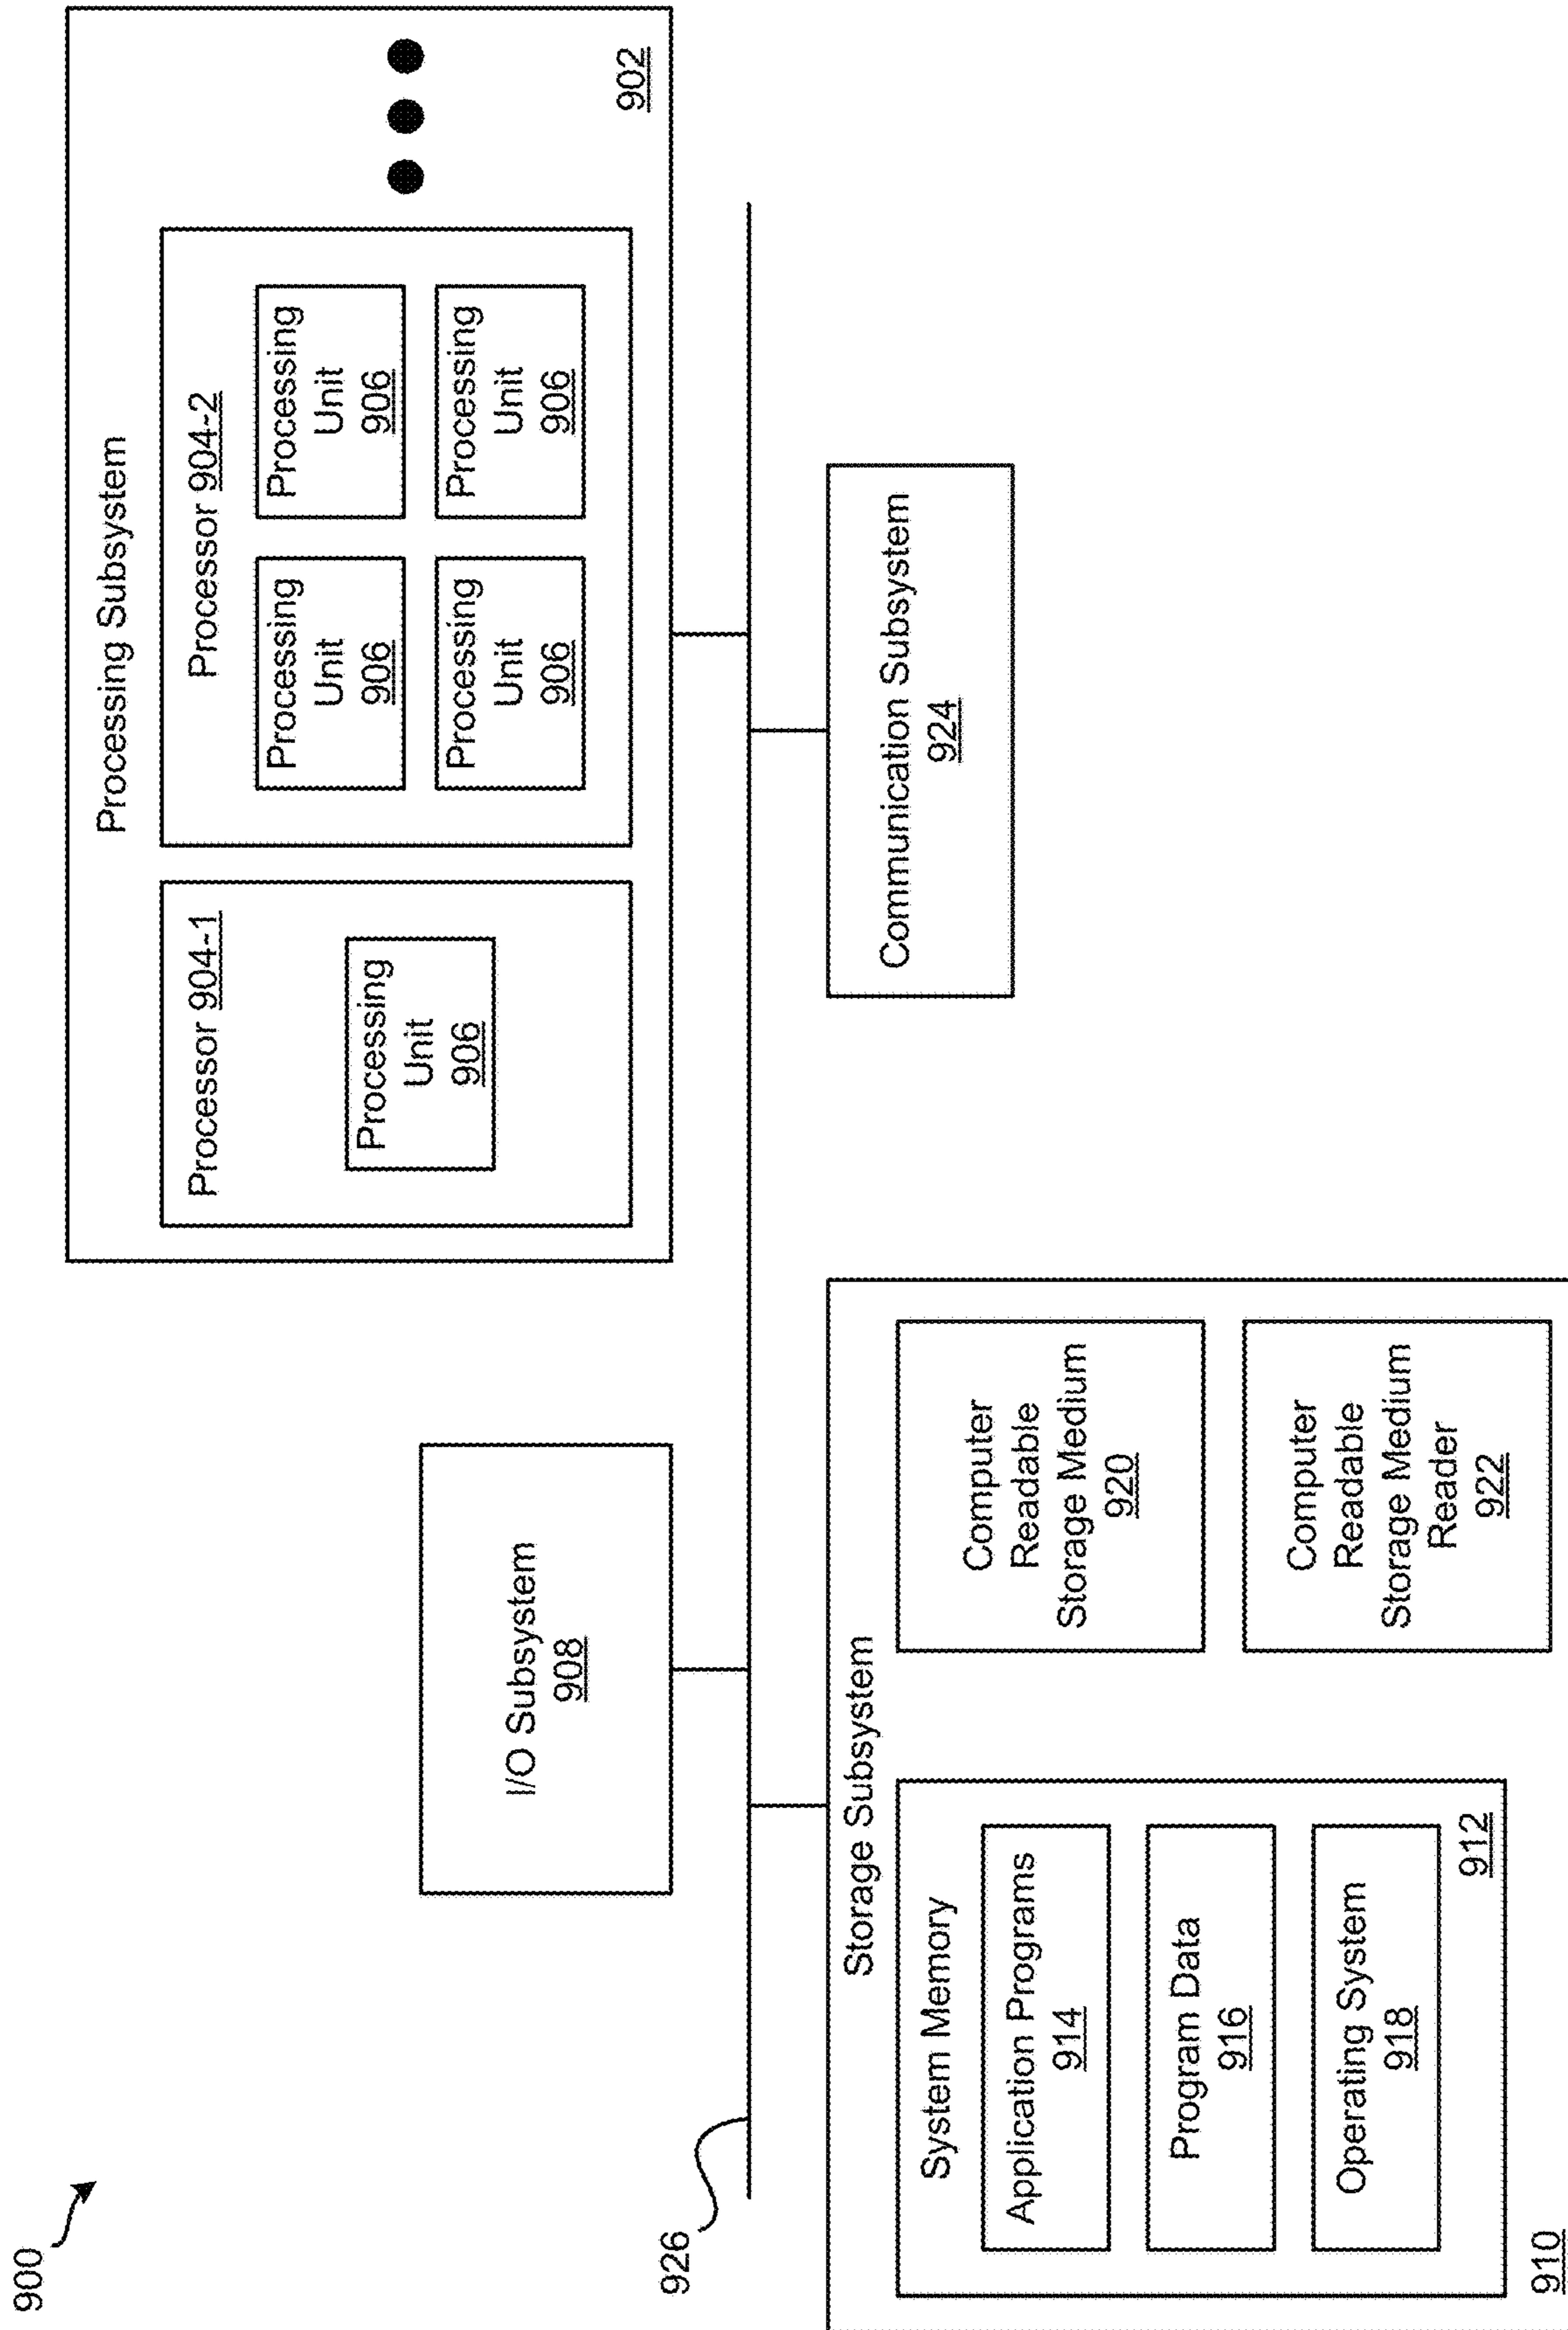 900
Processing Subsystem
Processor 904-1
Processing
Unit
906
Processor 904-2
Processing
Unit
906
Processing
Unit
906
Processing
Unit
906
Processing
Unit
906
902
I/O Subsystem
908
926
Storage Subsystem
System Memory
Application Programs
914
Program Data
916
Operating System
918
912
Computer
Readable
Storage Medium
920
Computer
Readable
Storage Medium
Reader
922
910
Communication Subsystem
924